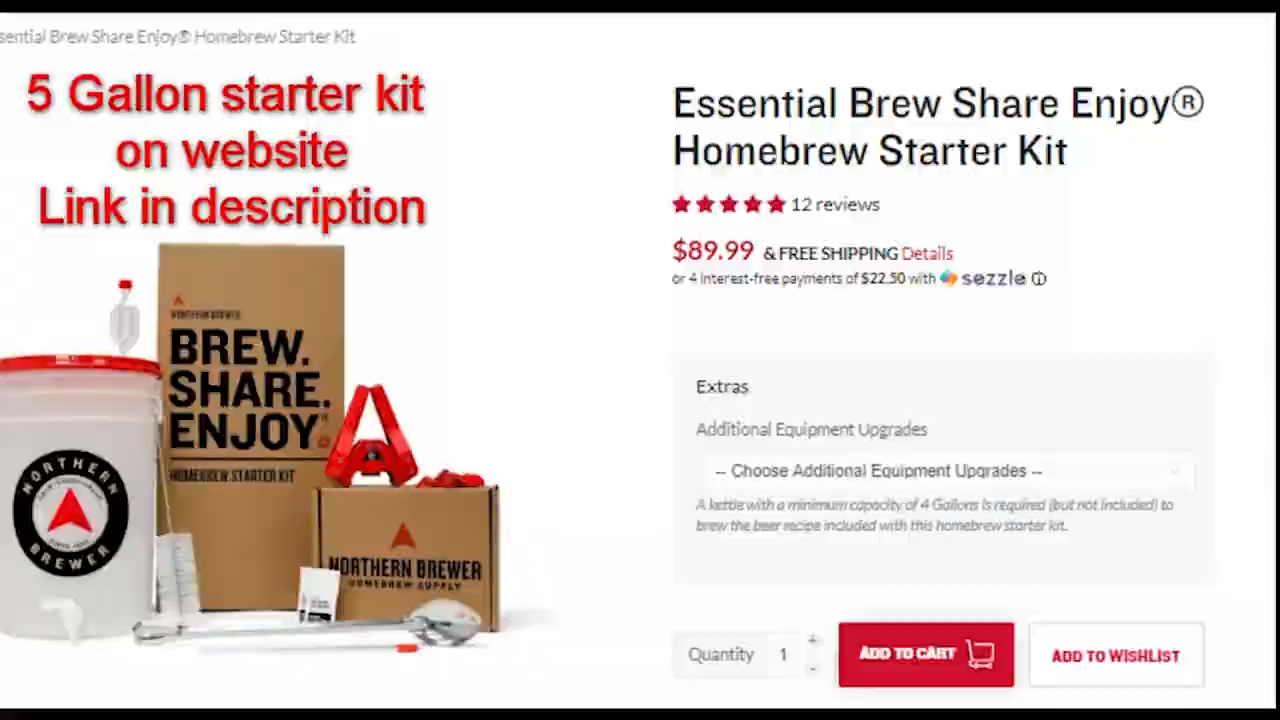 sential Brew Share Enjoy® Homebrew Starter Kit
5 Gallon starter kit
on website
Link in description
Essential Brew Share Enjoy®
Homebrew Starter Kit
12 reviews
$89.99 & FREE SHIPPING Details
or 4 interest-free payments of $22.50 with sezzle
Extras
Additional Equipment Upgrades
-- Choose Additional Equipment Upgrades --
A kettle with a minimum capacity of 4 Gallons is required (but not included) to
brew the beer recipe included with this homebrew starter kit.
Quantity 1 + -
ADD TO CART
ADD TO WISHLIST
NORTHERN BREWER
BREW.
SHARE.
ENJOY
HOMEBREW STARTER KIT
NORTHERN
BREWER
NORTHERN BREWER
HOMEBREW SUPPLY